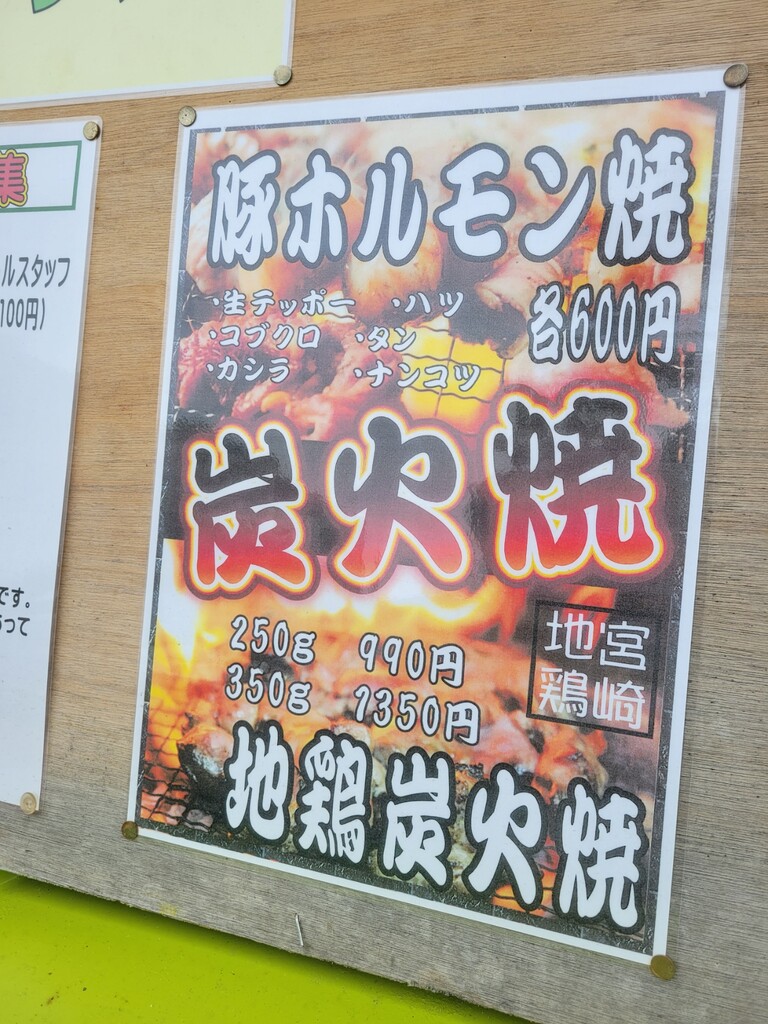 集
ルスタッフ
100円)
です。
って
豚ホルモン焼
・生テッポー ・ハツ
・コブクロ ・タン
・カシラ ・ナンコツ
各600円
炭火焼
250g 990円
350g 1350円
宮崎
地鶏
地鶏炭火焼